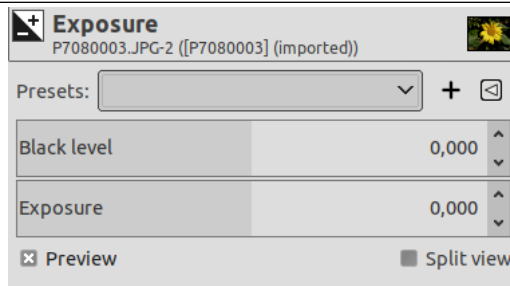 Exposure
P7080003.JPG-2 ([P7080003] (imported))
Presets:
Black level 0,000
Exposure 0,000
Preview Split view